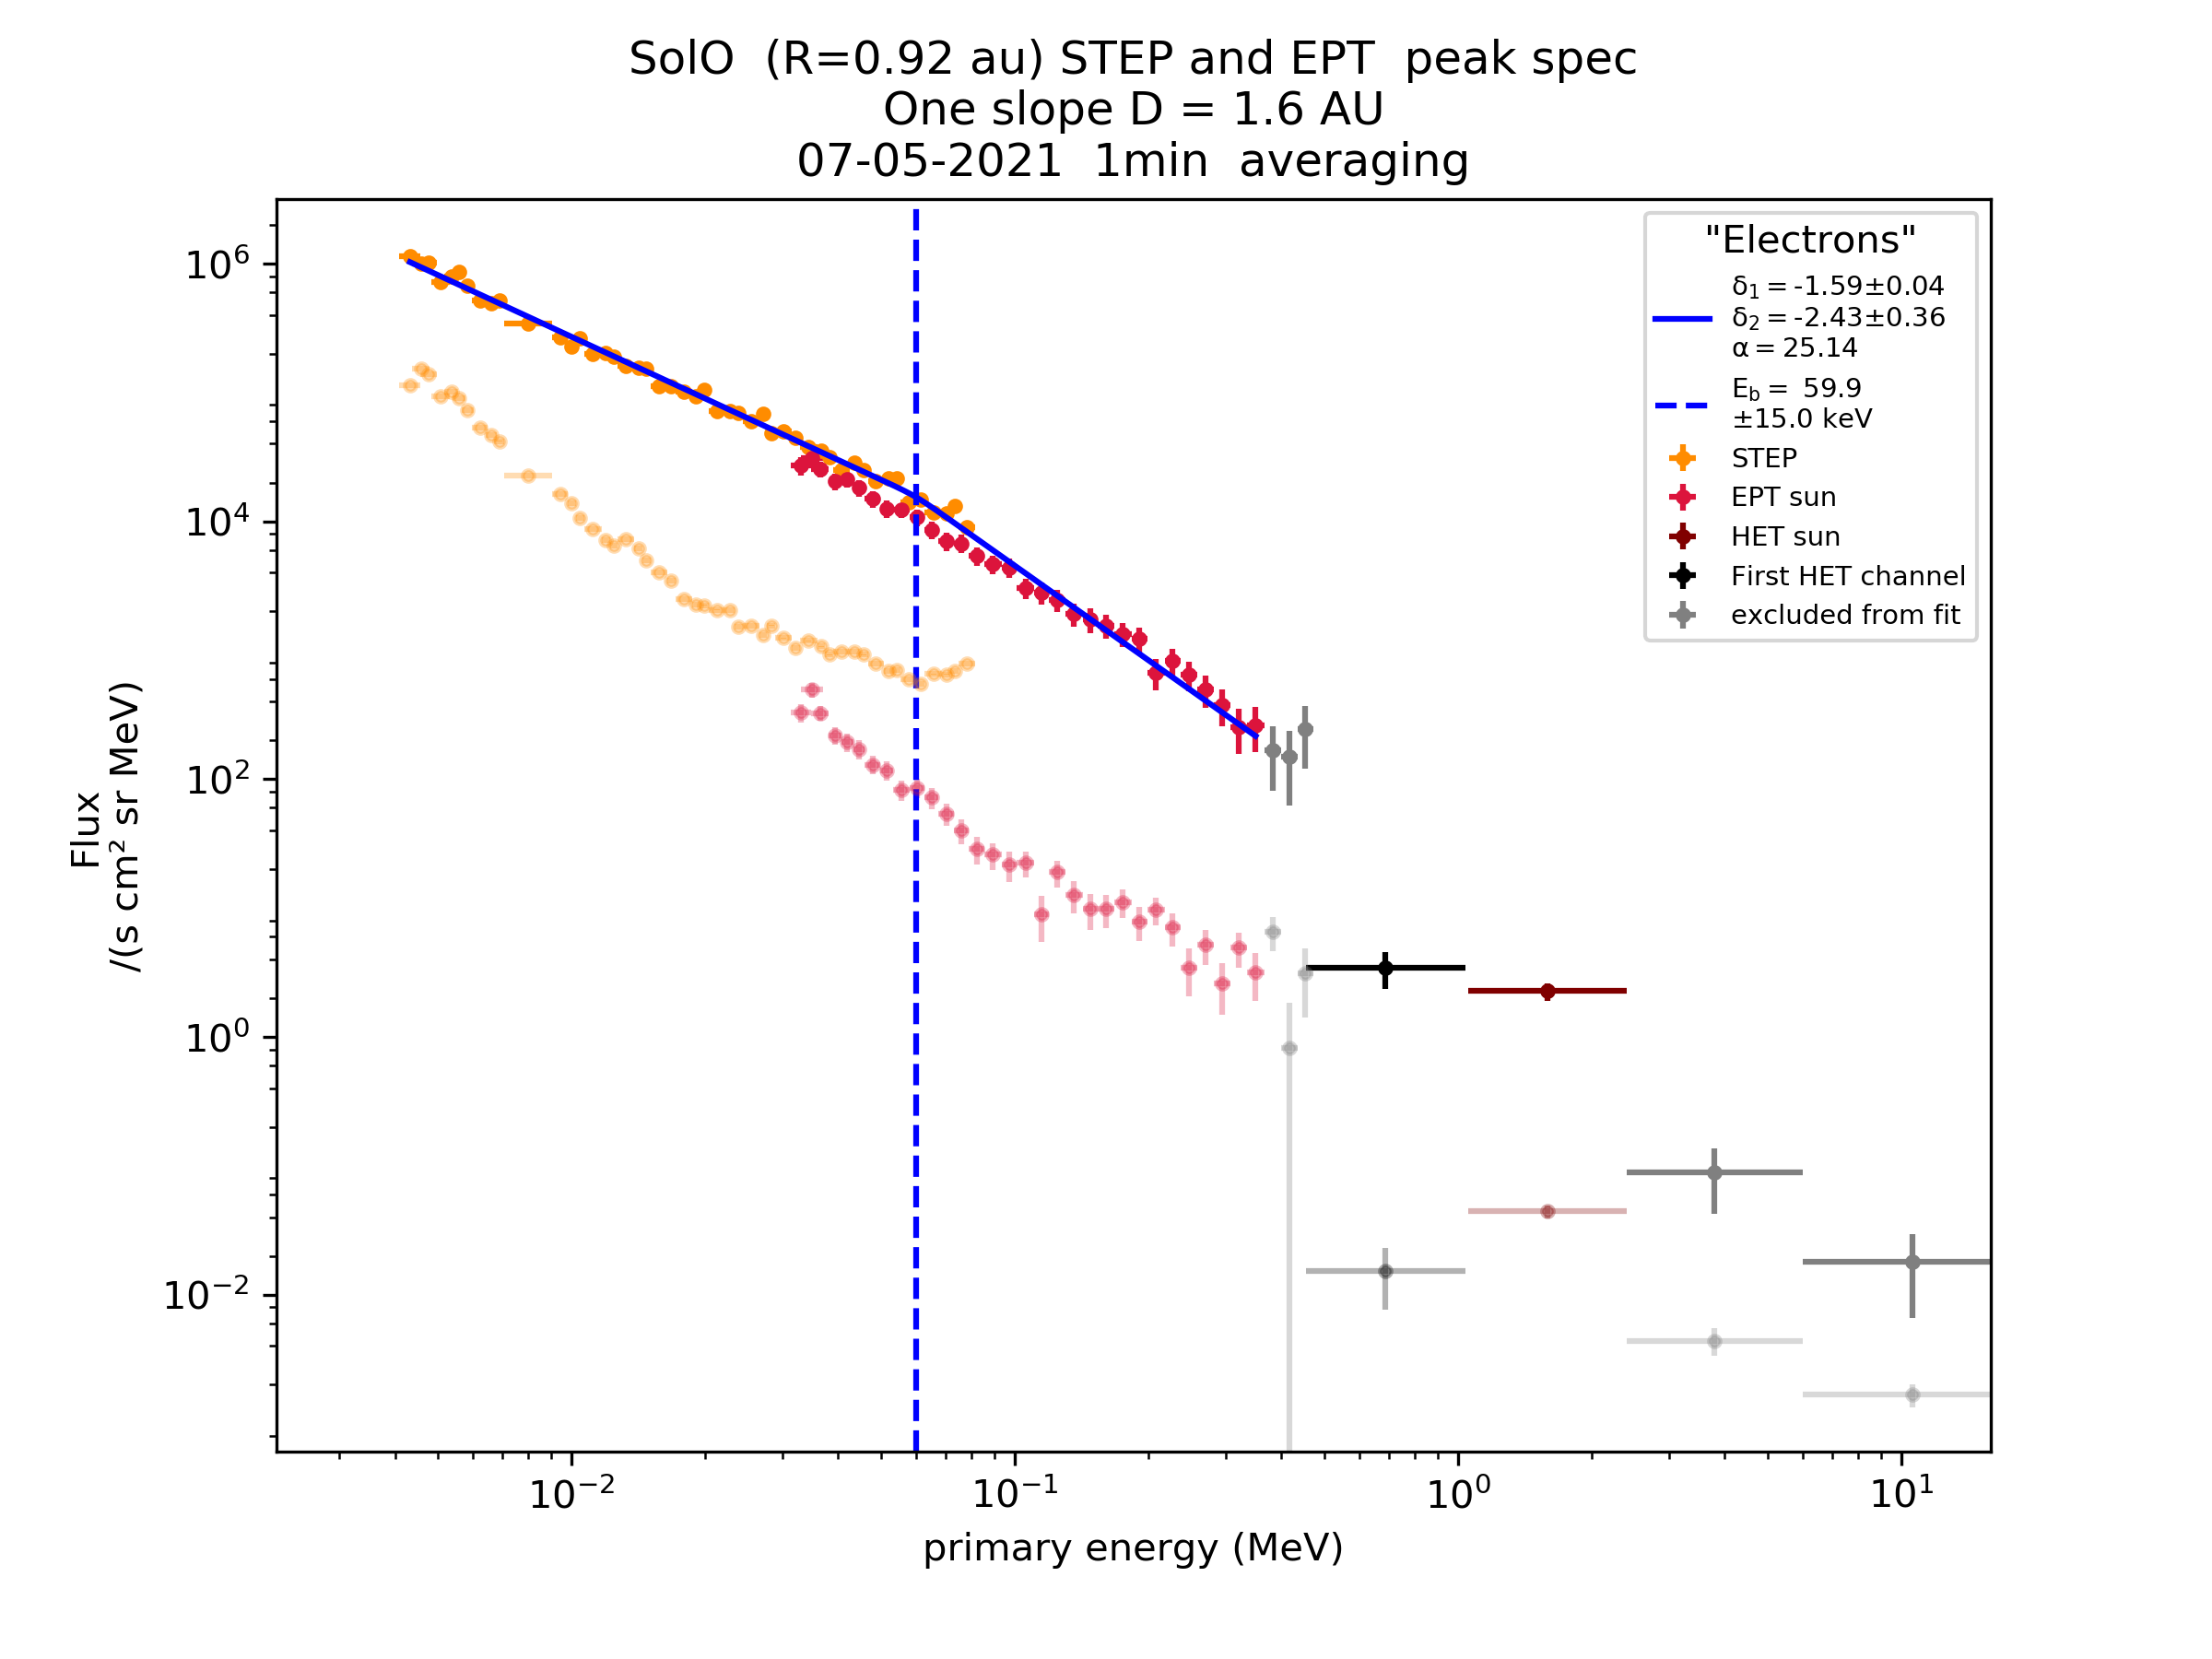 SolO (R=0.92 au) STEP and EPT peak spec
One slope D = 1.6 AU
07-05-2021 1min averaging
"Electrons"
δ₁ = -1.59±0.04
δ₂ = -2.43±0.36
α = 25.14
E_b = 59.9
±15.0 keV
STEP
EPT sun
HET sun
First HET channel
excluded from fit
Flux
/(s cm² sr MeV)
10⁶
10⁴
10²
10⁰
10⁻²
10⁻²
10⁻¹
10⁰
10¹
primary energy (MeV)